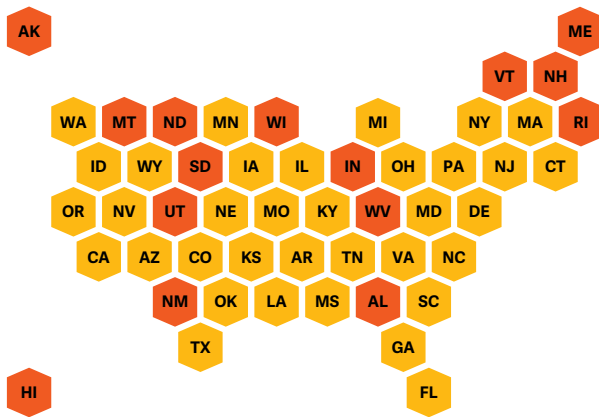 AK ME
VT NH
WA MT ND MN WI MI NY MA RI
ID WY SD IA IL IN OH PA NJ CT
OR NV UT NE MO KY WV MD DE
CA AZ CO KS AR TN VA NC
NM OK LA MS AL SC
TX GA
HI FL